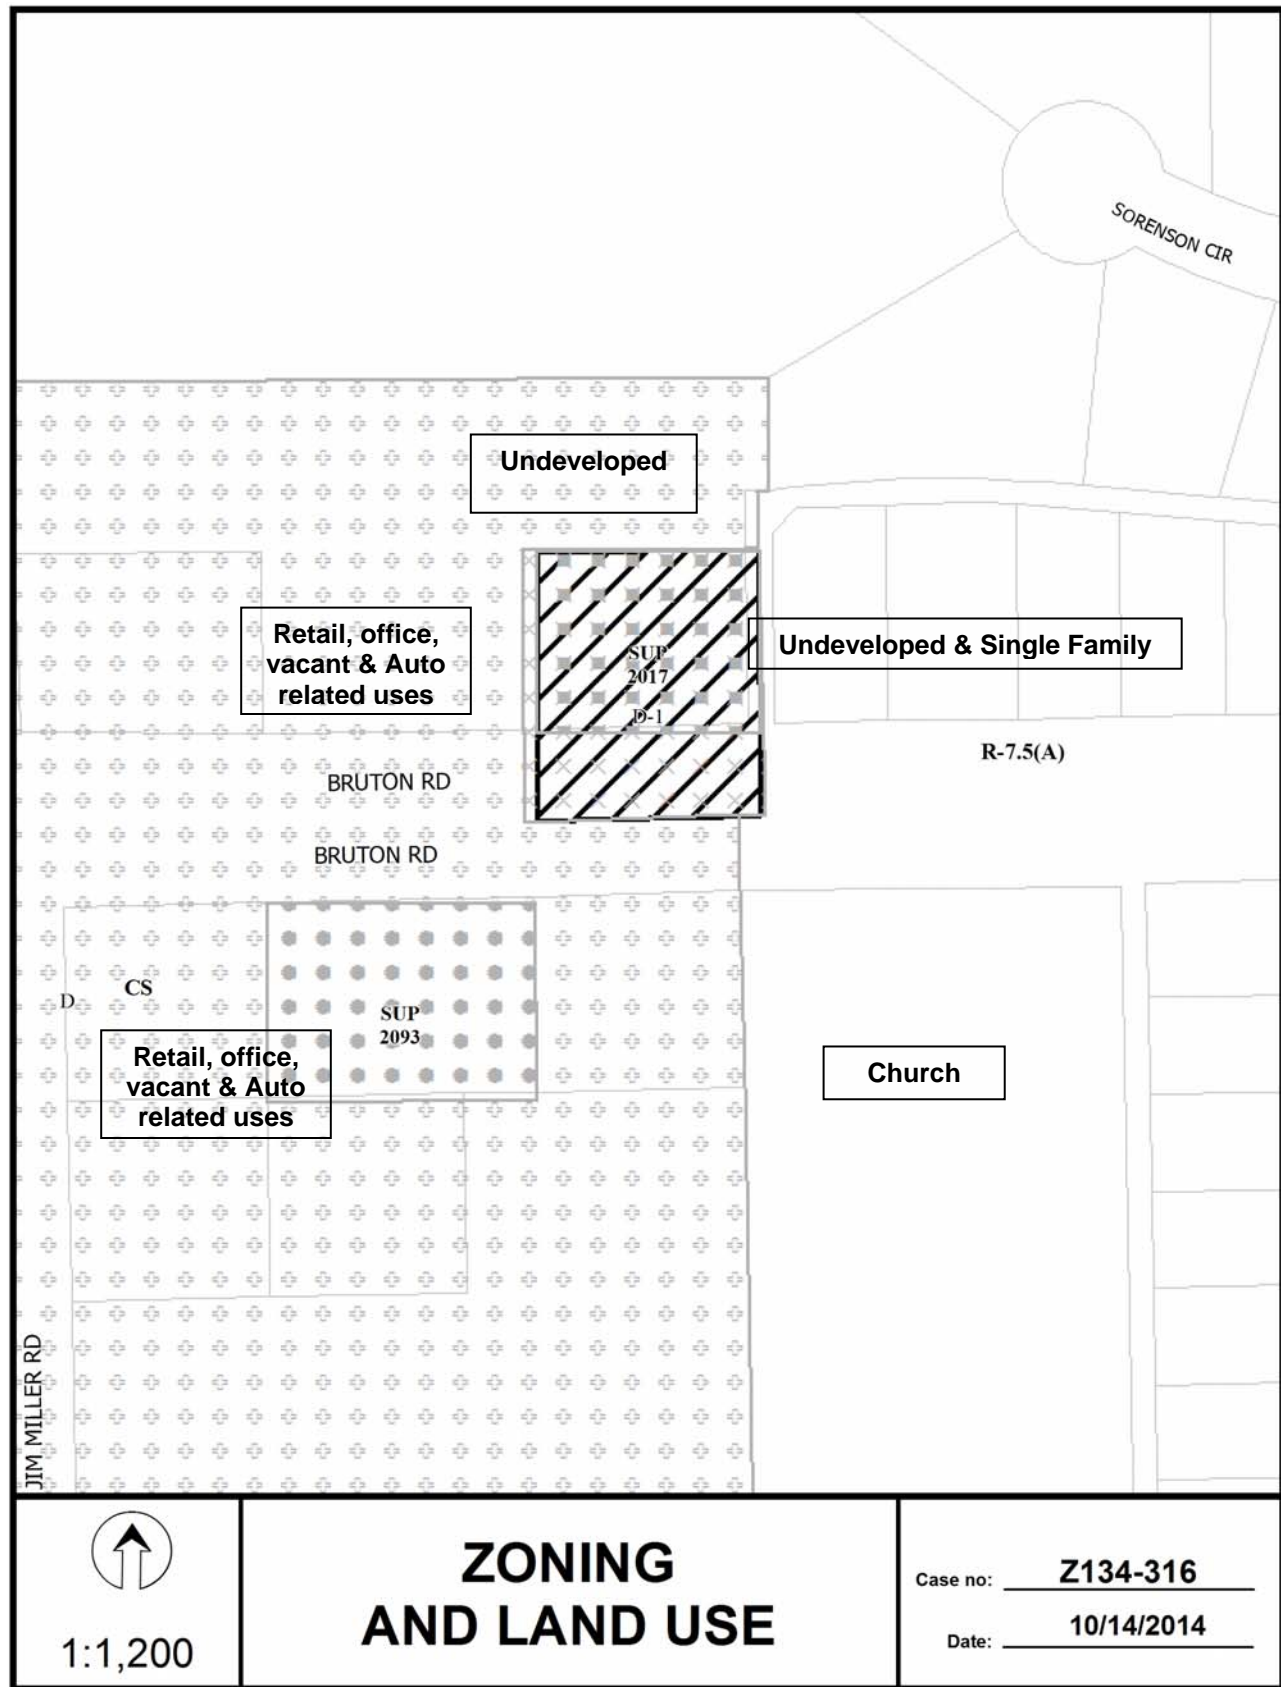 SORENSON CIR
Undeveloped
Retail, office,
vacant & Auto
related uses
SUP
2017
D-1
Undeveloped & Single Family
R-7.5(A)
BRUTON RD
BRUTON RD
CS
D
SUP
2093
Retail, office,
vacant & Auto
related uses
Church
JIM MILLER RD
1:1,200
ZONING
AND LAND USE
Case no: Z134-316
Date: 10/14/2014